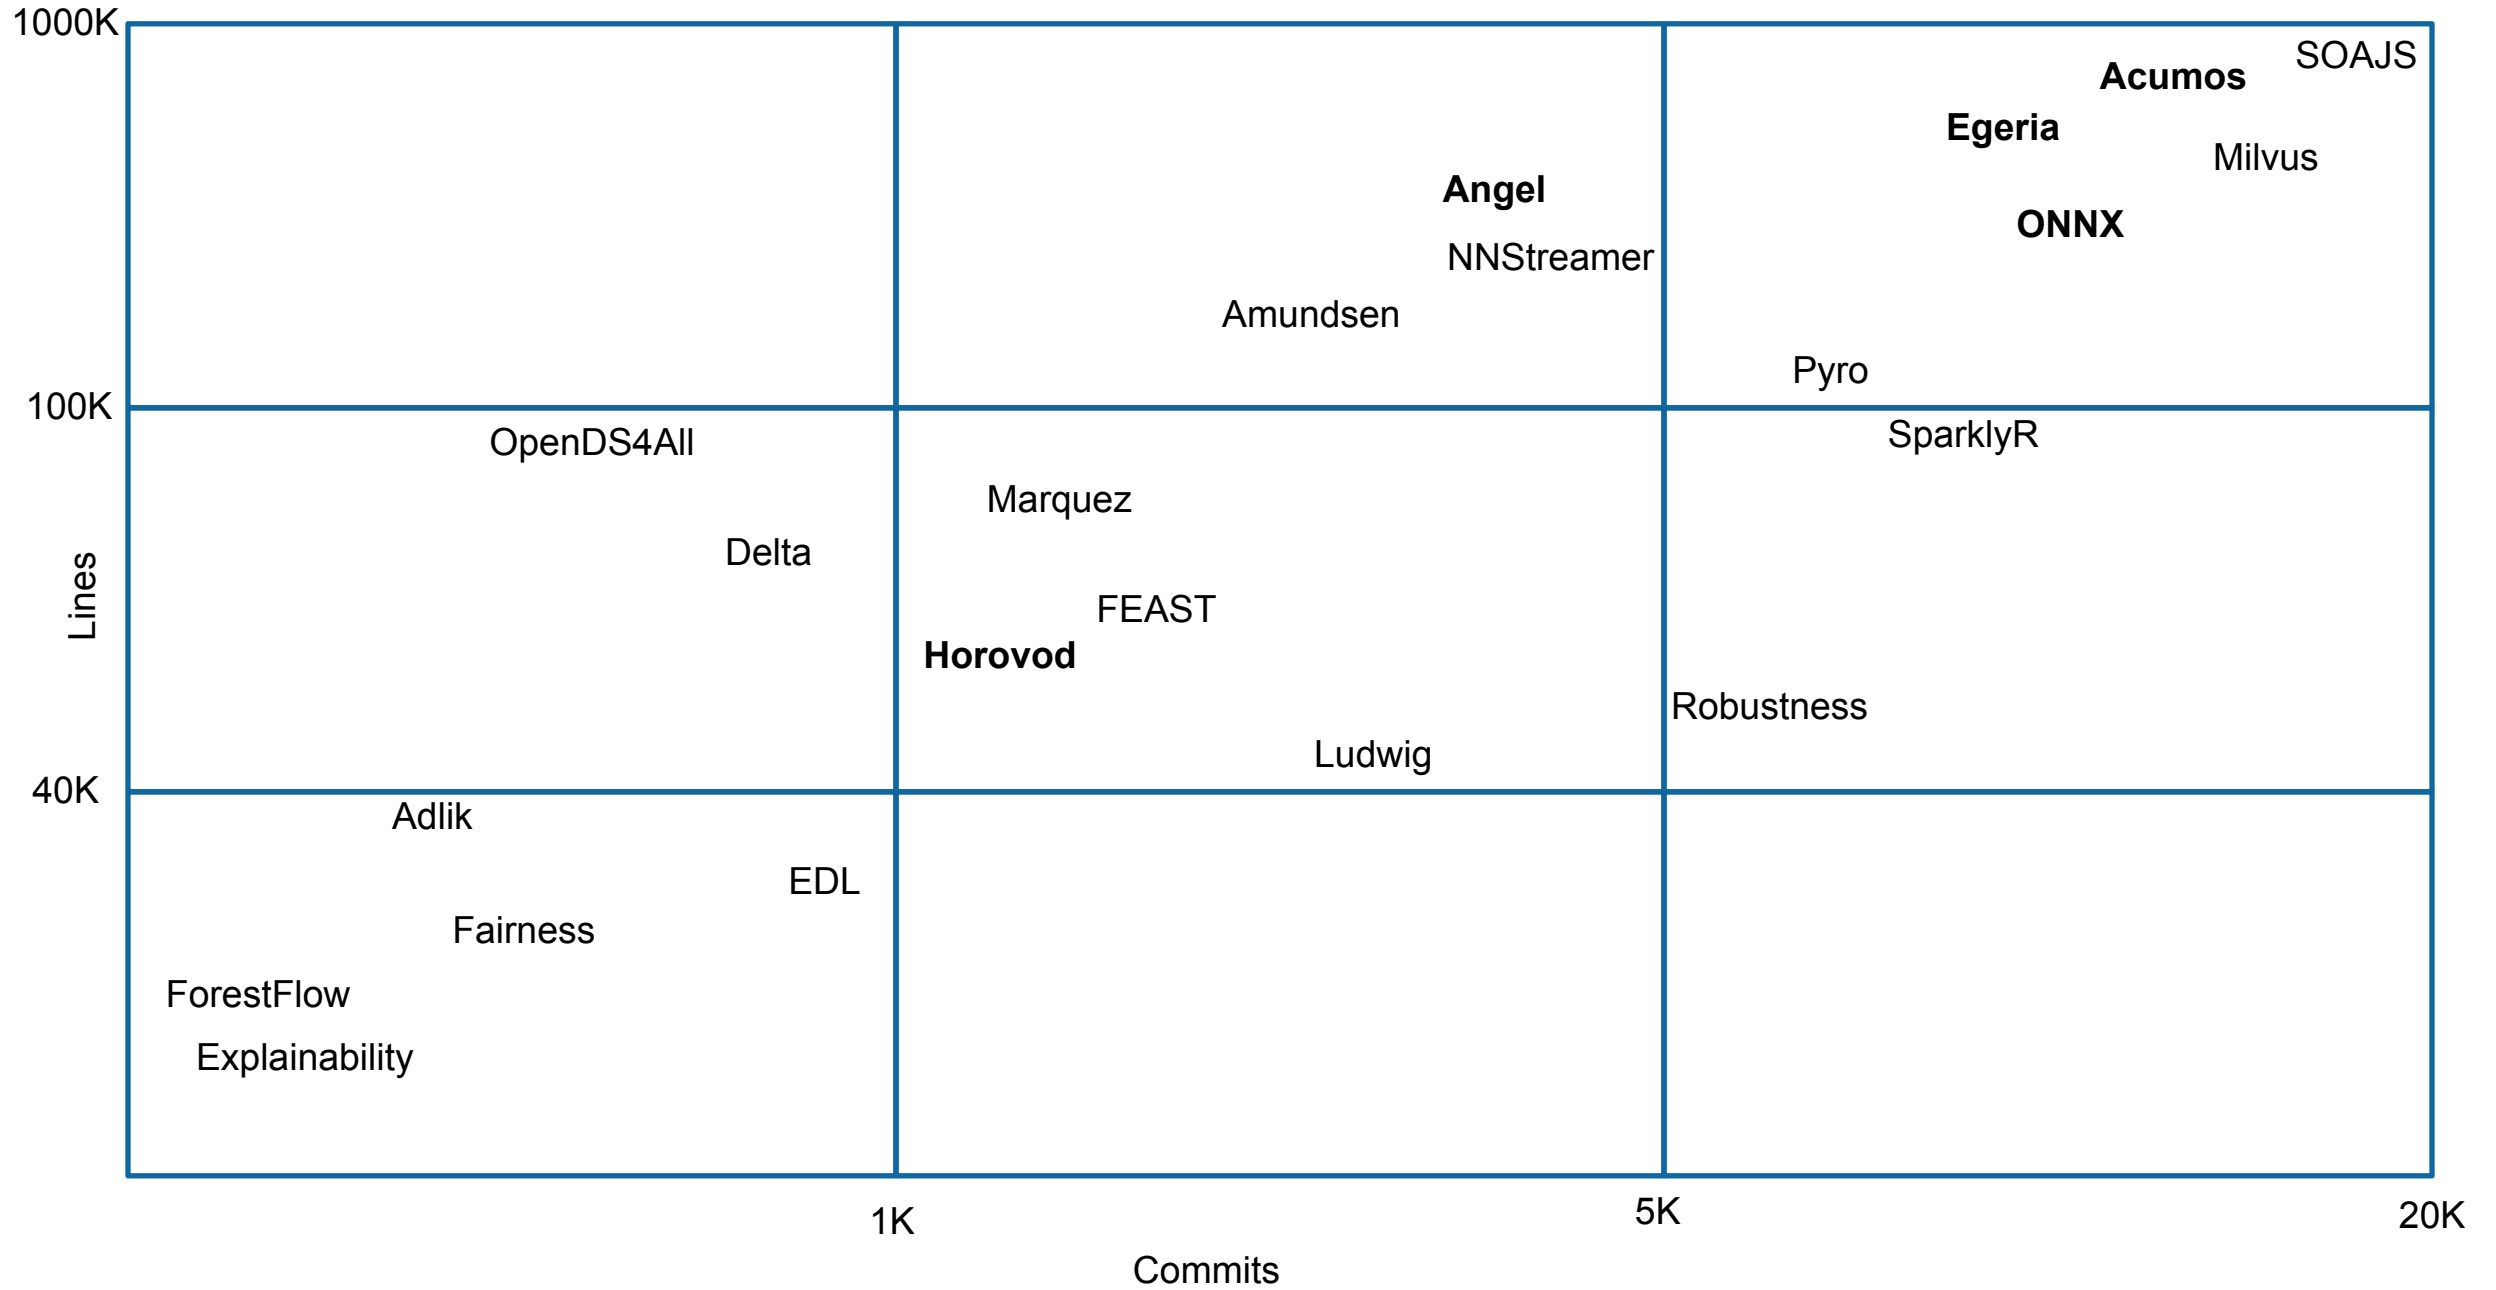 1000K
SOAJS
Acumos
Egeria
Milvus
Angel
ONNX
NNStreamer
Amundsen
Pyro
100K
SparklyR
OpenDS4All
Marquez
Delta
Lines
FEAST
Horovod
Robustness
Ludwig
40K
Adlik
EDL
Fairness
ForestFlow
Explainability
1K
5K
20K
Commits